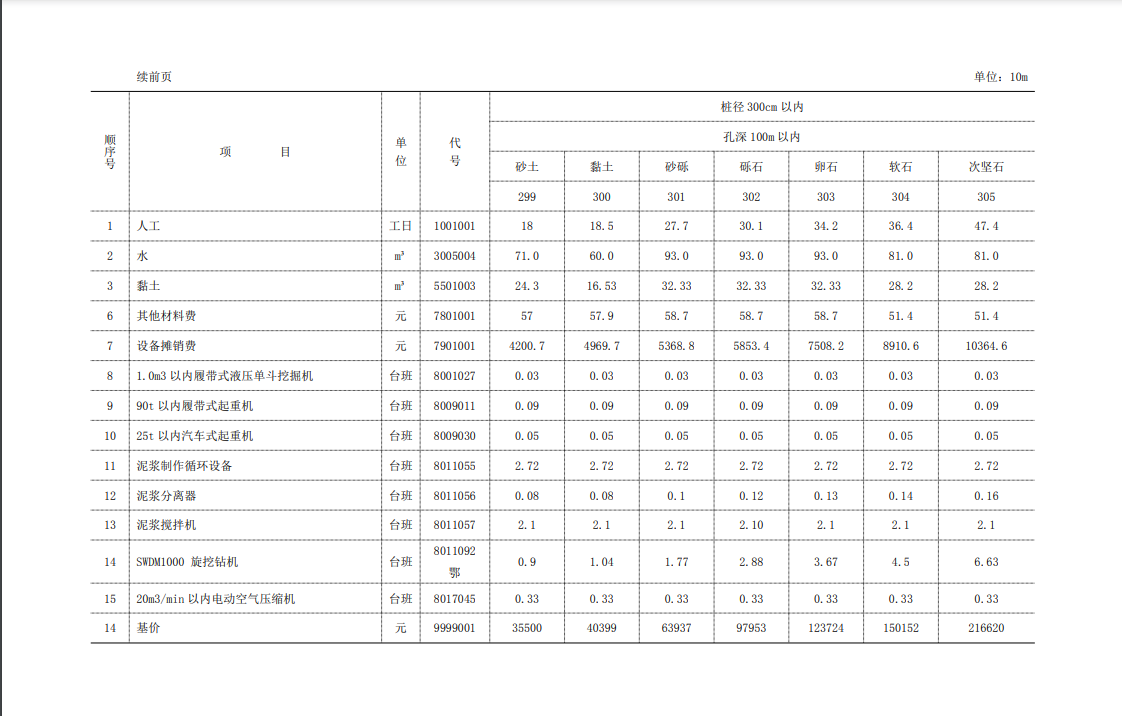 续前页 单位：10m
顺序号 项 目 单位 代号 桩径 300cm 以内
孔深 100m 以内
砂土 黏土 砂砾 砾石 卵石 软石 次坚石
299 300 301 302 303 304 305
1 人工 工日 1001001 18 18.5 27.7 30.1 34.2 36.4 47.4
2 水 m³ 3005004 71.0 60.0 93.0 93.0 93.0 81.0 81.0
3 黏土 m³ 5501003 24.3 16.53 32.33 32.33 32.33 28.2 28.2
6 其他材料费 元 7801001 57 57.9 58.7 58.7 58.7 51.4 51.4
7 设备摊销费 元 7901001 4200.7 4969.7 5368.8 5853.4 7508.2 8910.6 10364.6
8 1.0m3 以内履带式液压单斗挖掘机 台班 8001027 0.03 0.03 0.03 0.03 0.03 0.03 0.03
9 90t 以内履带式起重机 台班 8009011 0.09 0.09 0.09 0.09 0.09 0.09 0.09
10 25t 以内汽车式起重机 台班 8009030 0.05 0.05 0.05 0.05 0.05 0.05 0.05
11 泥浆制作循环设备 台班 8011055 2.72 2.72 2.72 2.72 2.72 2.72 2.72
12 泥浆分离器 台班 8011056 0.08 0.08 0.1 0.12 0.13 0.14 0.16
13 泥浆搅拌机 台班 8011057 2.1 2.1 2.1 2.10 2.1 2.1 2.1
14 SWDM1000 旋挖钻机 台班 8011092鄂 0.9 1.04 1.77 2.88 3.67 4.5 6.63
15 20m3/min 以内电动空气压缩机 台班 8017045 0.33 0.33 0.33 0.33 0.33 0.33 0.33
14 基价 元 9999001 35500 40399 63937 97953 123724 150152 216620